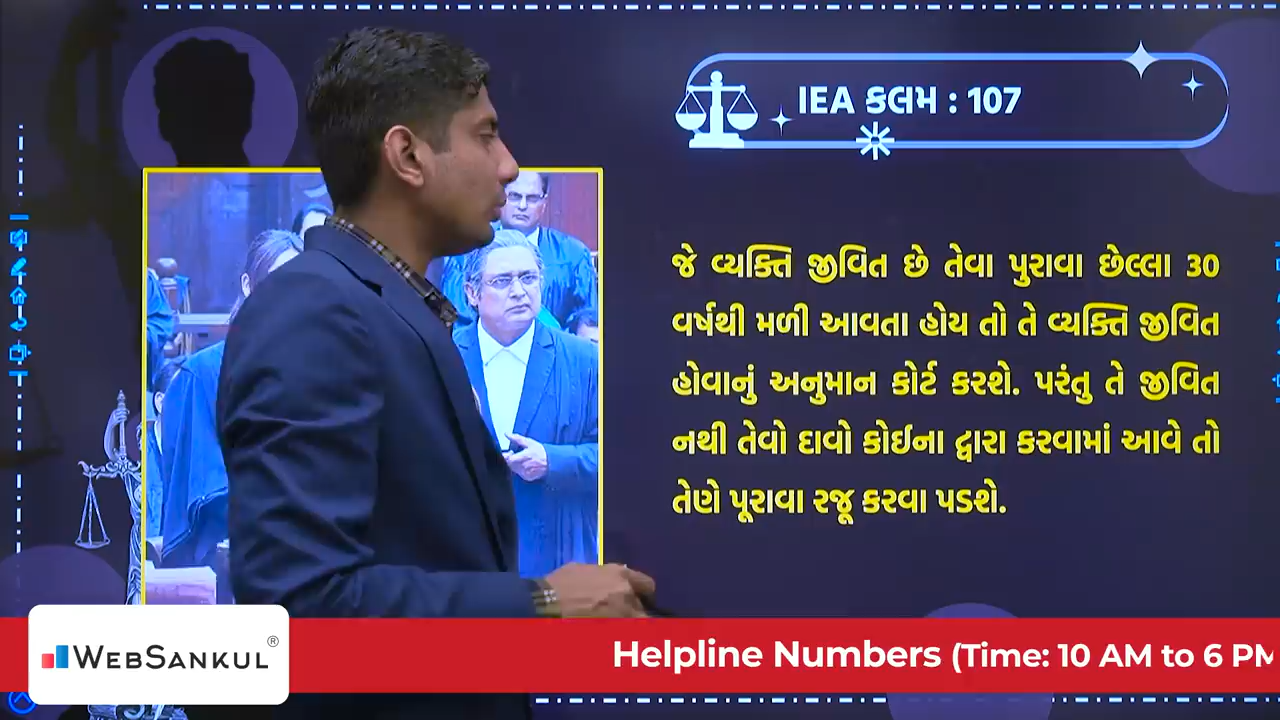 IEA કલમ : 107
જે વ્યક્તિ જીવિત છે તેવા પુરાવા છેલ્લા 30
વર્ષથી મળી આવતા હોય તો તે વ્યક્તિ જીવિત
હોવાનું અનુમાન કોર્ટ કરશે. પરંતુ તે જીવિત
નથી તેવો દાવો કોઈના દ્વારા કરવામાં આવે તો
તેણે પૂરાવા રજૂ કરવા પડશે.
WEBSANKUL®
Helpline Numbers (Time: 10 AM to 6 PM